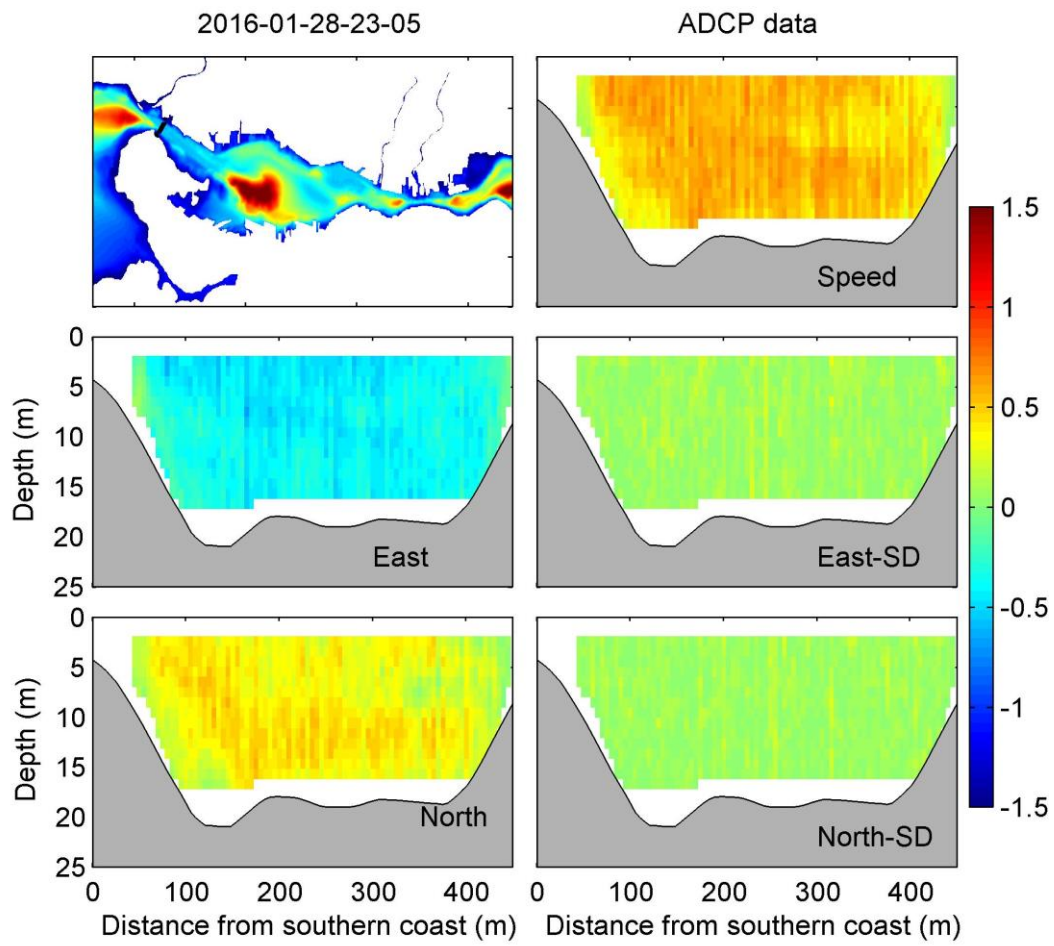 2016-01-28-23-05
ADCP data
Speed
1.5
1
0.5
0
-0.5
-1
-1.5
0
5
10
15
20
25
Depth (m)
East
East-SD
0
5
10
15
20
25
Depth (m)
North
North-SD
0 100 200 300 400
0 100 200 300 400
Distance from southern coast (m)
Distance from southern coast (m)